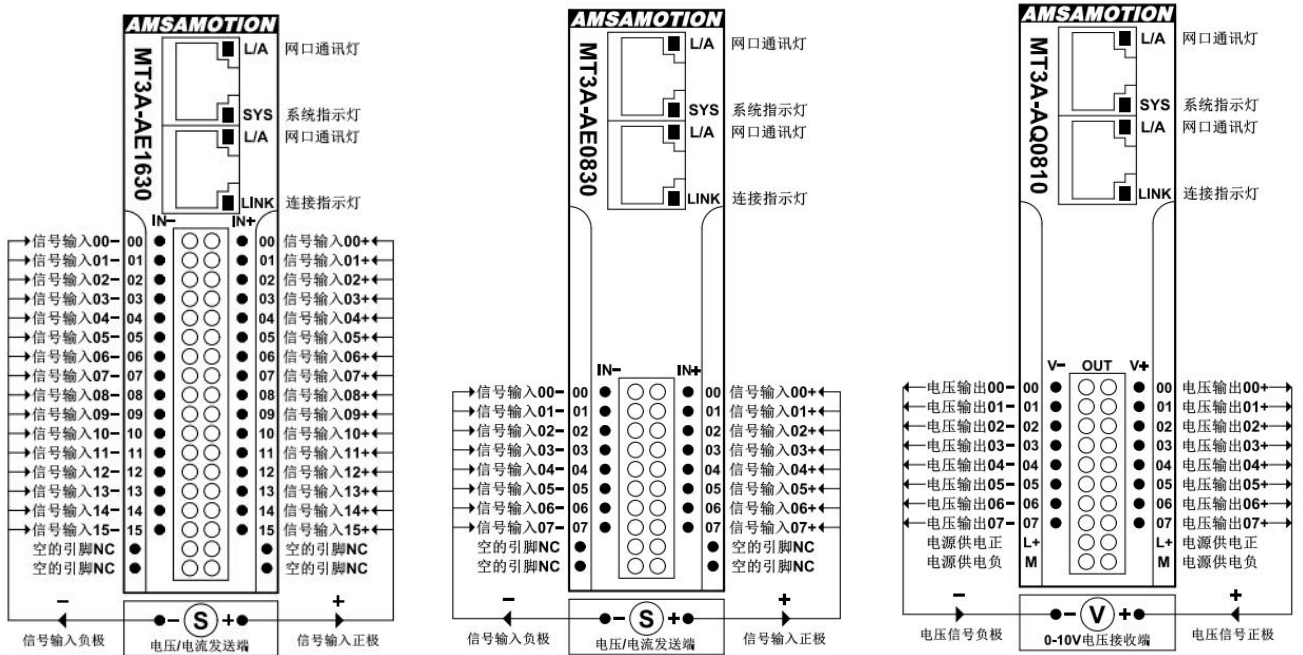 AMSAMOTION
MT3A-AE1630
L/A 网口通讯灯
SYS 系统指示灯
L/A 网口通讯灯
LINK 连接指示灯
IN- IN+
信号输入00- 00 00 信号输入00+
信号输入01- 01 01 信号输入01+
信号输入02- 02 02 信号输入02+
信号输入03- 03 03 信号输入03+
信号输入04- 04 04 信号输入04+
信号输入05- 05 05 信号输入05+
信号输入06- 06 06 信号输入06+
信号输入07- 07 07 信号输入07+
信号输入08- 08 08 信号输入08+
信号输入09- 09 09 信号输入09+
信号输入10- 10 10 信号输入10+
信号输入11- 11 11 信号输入11+
信号输入12- 12 12 信号输入12+
信号输入13- 13 13 信号输入13+
信号输入14- 14 14 信号输入14+
信号输入15- 15 15 信号输入15+
空的引脚NC 空的引脚NC
空的引脚NC 空的引脚NC
- - S + +
信号输入负极 电压/电流发送端 信号输入正极
AMSAMOTION
MT3A-AE0830
L/A 网口通讯灯
SYS 系统指示灯
L/A 网口通讯灯
LINK 连接指示灯
IN- IN+
信号输入00- 00 00 信号输入00+
信号输入01- 01 01 信号输入01+
信号输入02- 02 02 信号输入02+
信号输入03- 03 03 信号输入03+
信号输入04- 04 04 信号输入04+
信号输入05- 05 05 信号输入05+
信号输入06- 06 06 信号输入06+
信号输入07- 07 07 信号输入07+
空的引脚NC 空的引脚NC
空的引脚NC 空的引脚NC
- - S + +
信号输入负极 电压/电流发送端 信号输入正极
AMSAMOTION
MT3A-AQ0810
L/A 网口通讯灯
SYS 系统指示灯
L/A 网口通讯灯
LINK 连接指示灯
V- OUT V+
电压输出00- 00 00 电压输出00+
电压输出01- 01 01 电压输出01+
电压输出02- 02 02 电压输出02+
电压输出03- 03 03 电压输出03+
电压输出04- 04 04 电压输出04+
电压输出05- 05 05 电压输出05+
电压输出06- 06 06 电压输出06+
电压输出07- 07 07 电压输出07+
电源供电正 L+ L+ 电源供电正
电源供电负 M M 电源供电负
- - V + +
电压信号负极 0-10V电压接收端 电压信号正极